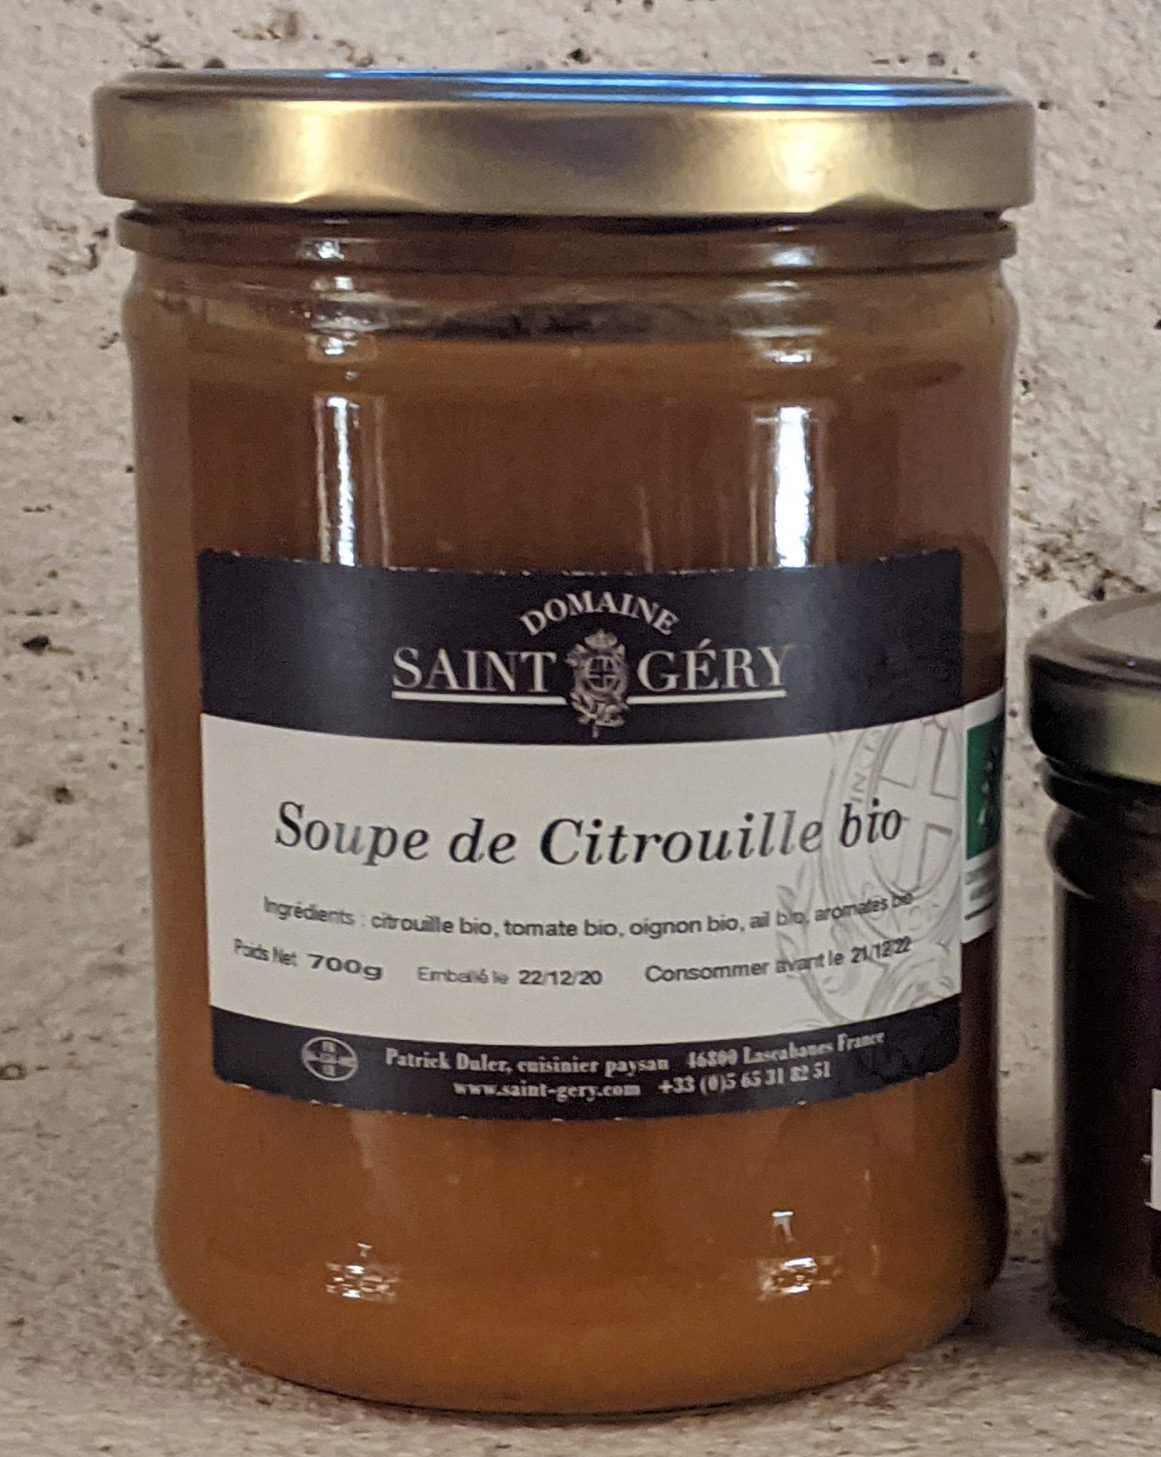 DOMAINE
SAINT GÉRY
Soupe de Citrouille bio
Ingrédients : citrouille bio, tomate bio, oignon bio, ail bio, aromates bio
Poids Net 700g Emballé le 22/12/20 Consommer avant le 21/12/22
Patrick Duler, cuisinier paysan 46800 Lascabanes France
www.saint-gery.com +33 (0)5 65 31 82 51